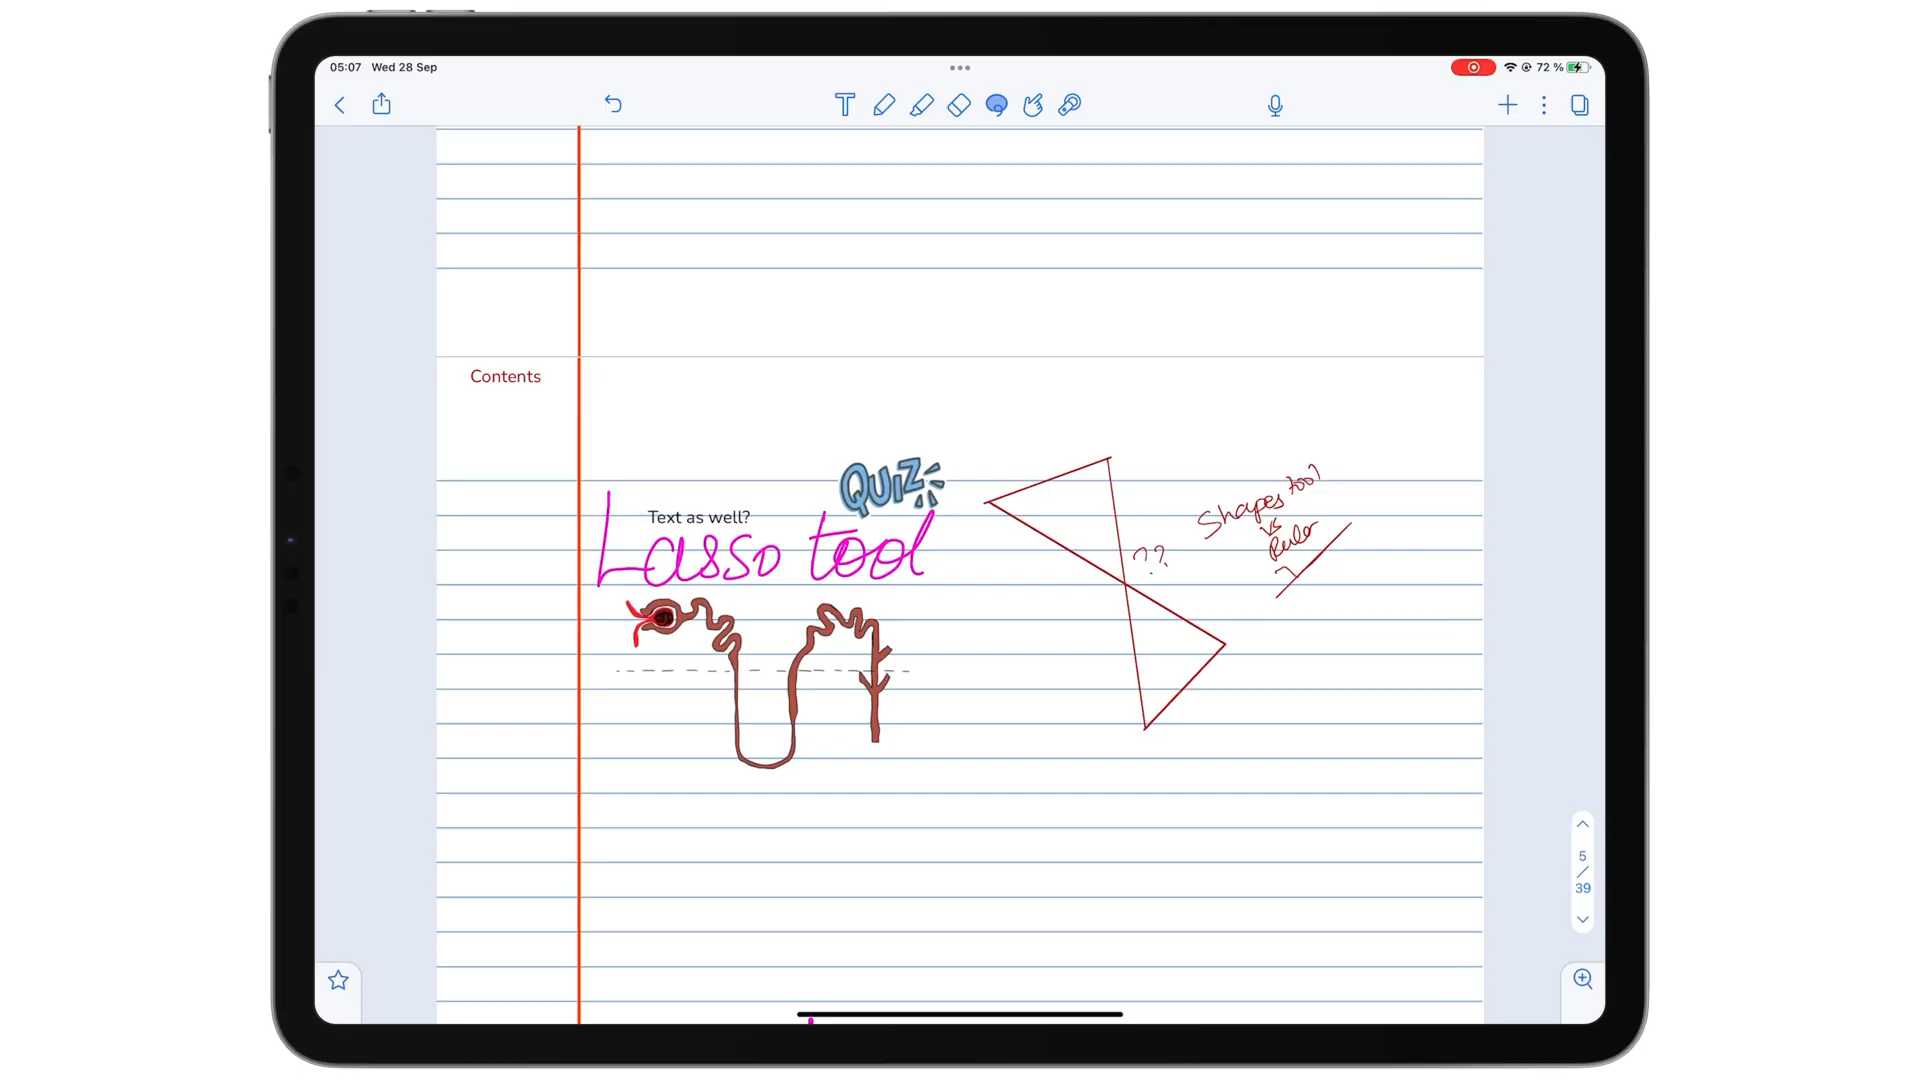 05:07 Wed 28 Sep
72 %
Contents
QUIZ
Text as well?
Lasso tool
??
Shapes tool
vs
Ruler
?
5
/
39